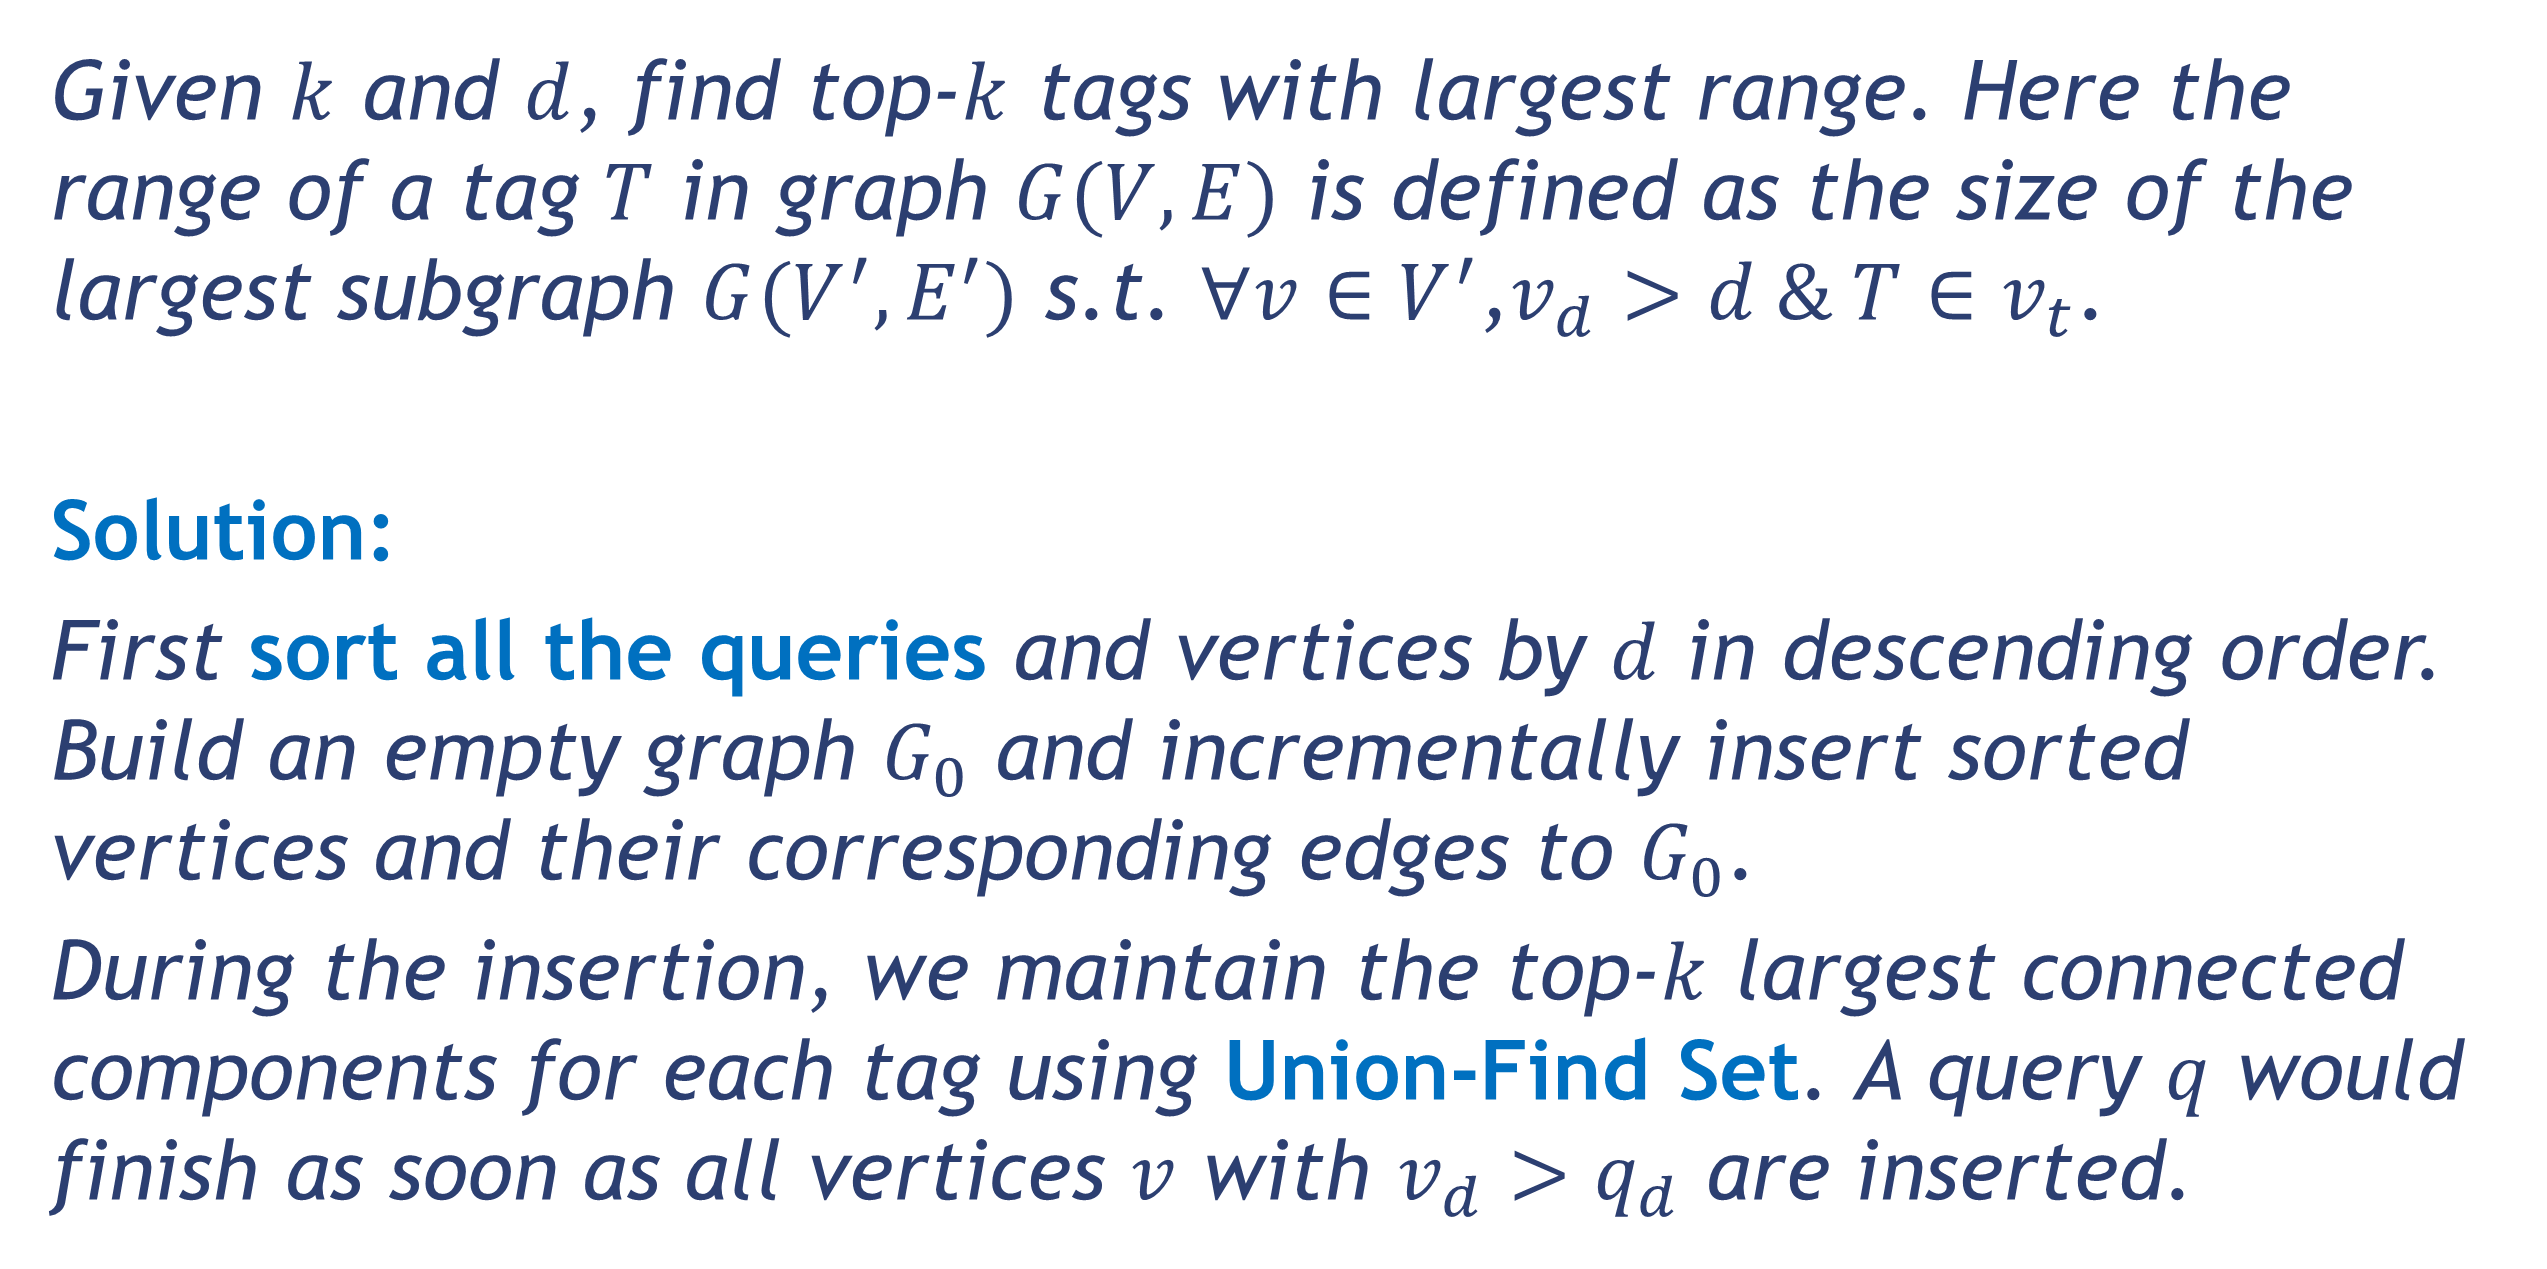 Given k and d, find top-k tags with largest range. Here the
range of a tag T in graph G(V, E) is defined as the size of the
largest subgraph G(V′, E′) s.t. ∀v ∈ V′, v_d > d & T ∈ v_t.
Solution:
First sort all the queries and vertices by d in descending order.
Build an empty graph G₀ and incrementally insert sorted
vertices and their corresponding edges to G₀.
During the insertion, we maintain the top-k largest connected
components for each tag using Union-Find Set. A query q would
finish as soon as all vertices v with v_d > q_d are inserted.